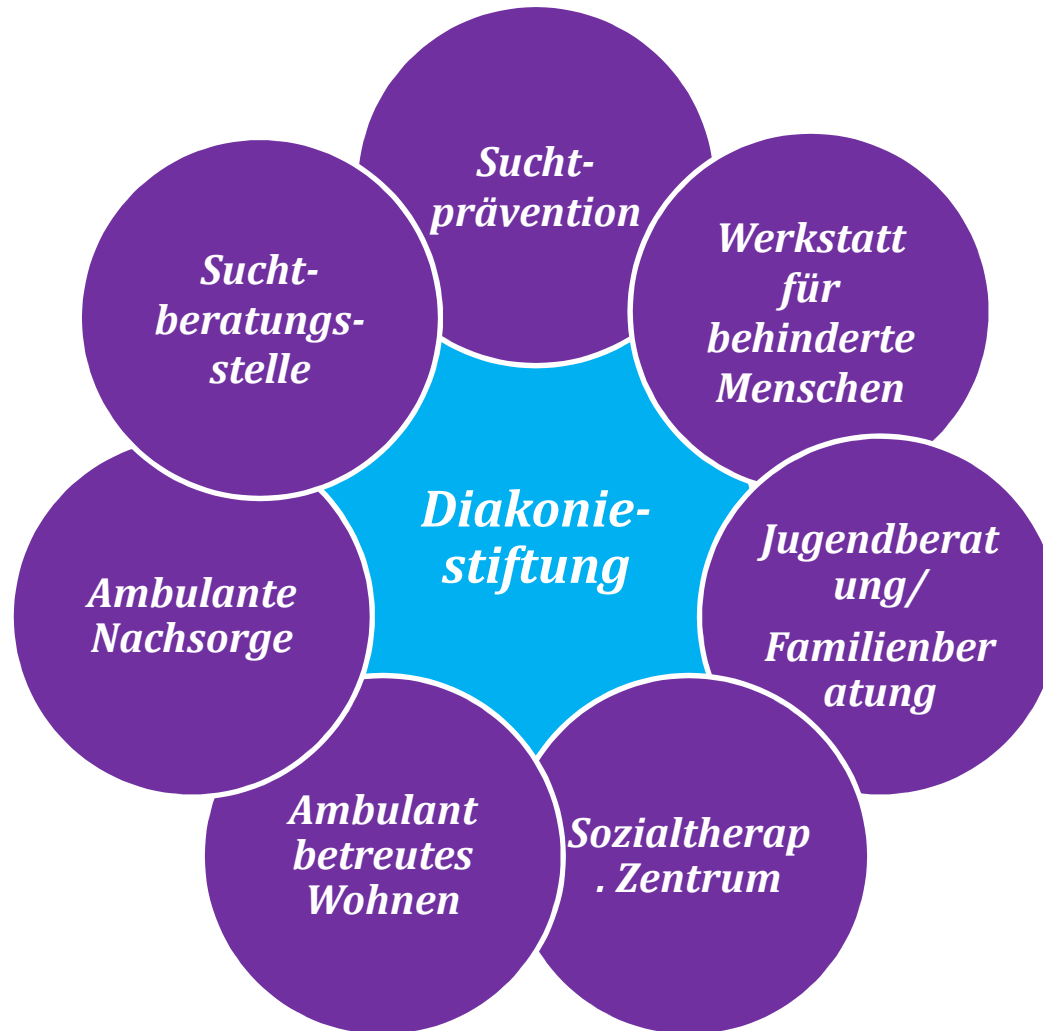 Sucht-
prävention
Werkstatt
für
behinderte
Menschen
Jugendberat
ung/
Familienber
atung
Sozialtherap
. Zentrum
Ambulant
betreutes
Wohnen
Ambulante
Nachsorge
Sucht-
beratungs-
stelle
Diakonie-
stiftung